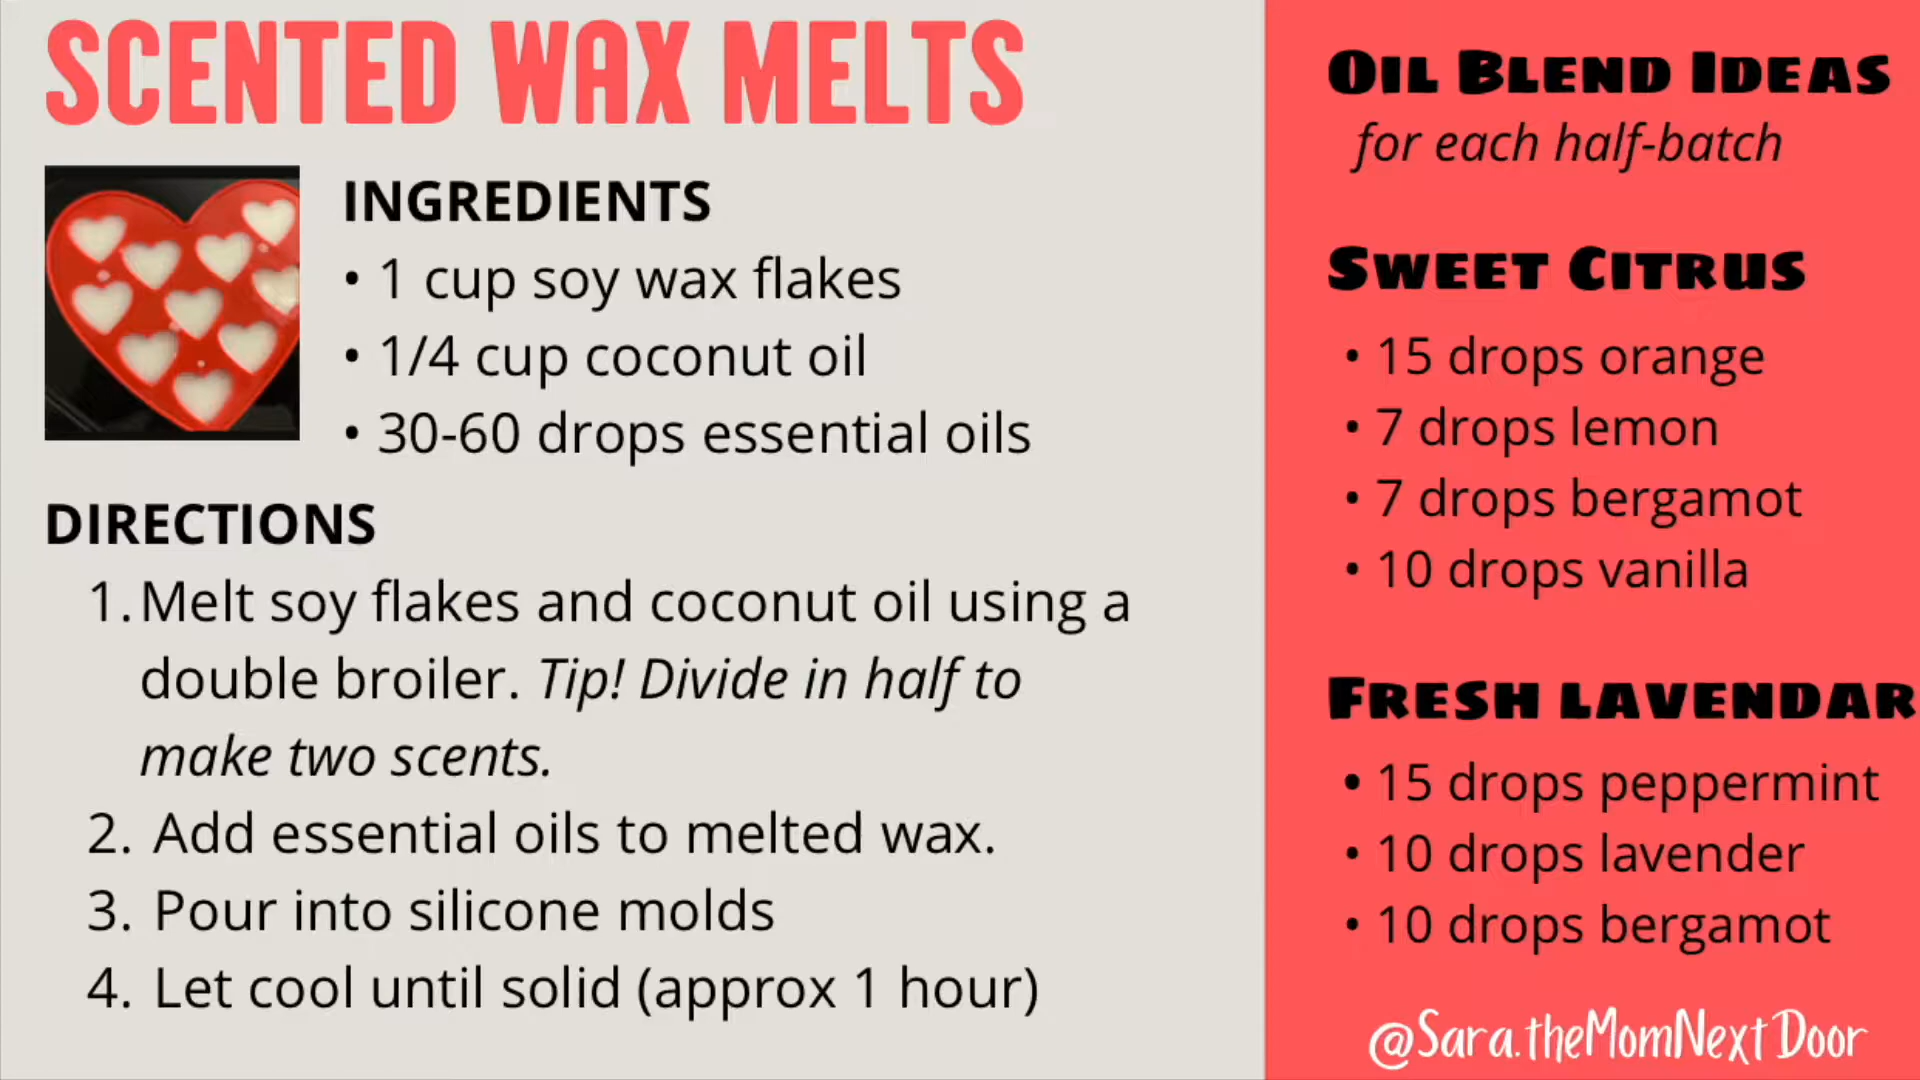 SCENTED WAX MELTS
INGREDIENTS
• 1 cup soy wax flakes
• 1/4 cup coconut oil
• 30-60 drops essential oils
DIRECTIONS
1. Melt soy flakes and coconut oil using a
double broiler. Tip! Divide in half to
make two scents.
2. Add essential oils to melted wax.
3. Pour into silicone molds
4. Let cool until solid (approx 1 hour)
OIL BLEND IDEAS
for each half-batch
SWEET CITRUS
• 15 drops orange
• 7 drops lemon
• 7 drops bergamot
• 10 drops vanilla
FRESH LAVENDAR
• 15 drops peppermint
• 10 drops lavender
• 10 drops bergamot
@Sara.theMomNextDoor